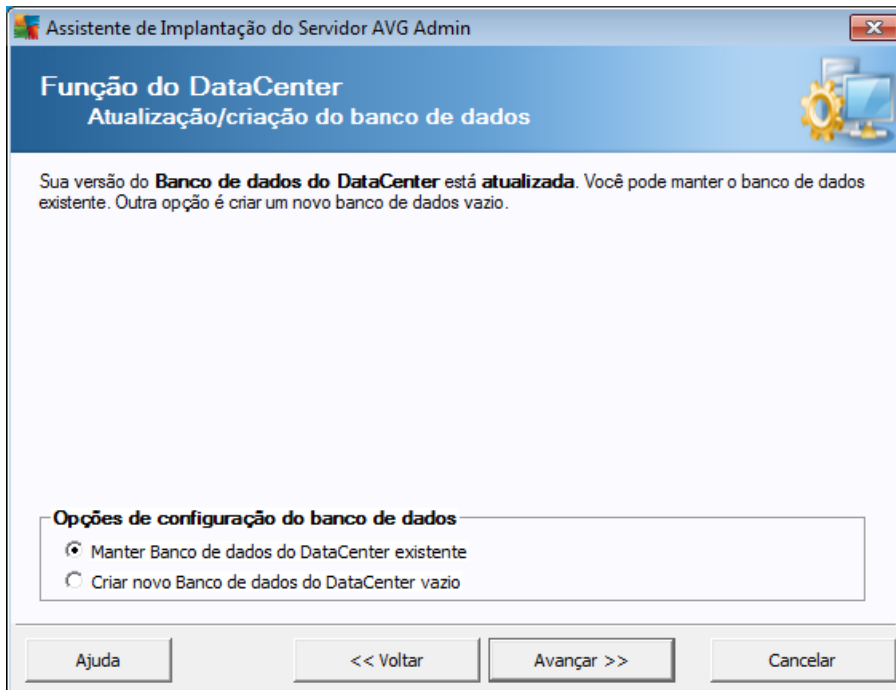 Assistente de Implantação do Servidor AVG Admin
Função do DataCenter
Atualização/criação do banco de dados
Sua versão do Banco de dados do DataCenter está atualizada. Você pode manter o banco de dados
existente. Outra opção é criar um novo banco de dados vazio.
Opções de configuração do banco de dados
Manter Banco de dados do DataCenter existente
Criar novo Banco de dados do DataCenter vazio
Ajuda
<< Voltar
Avançar >>
Cancelar